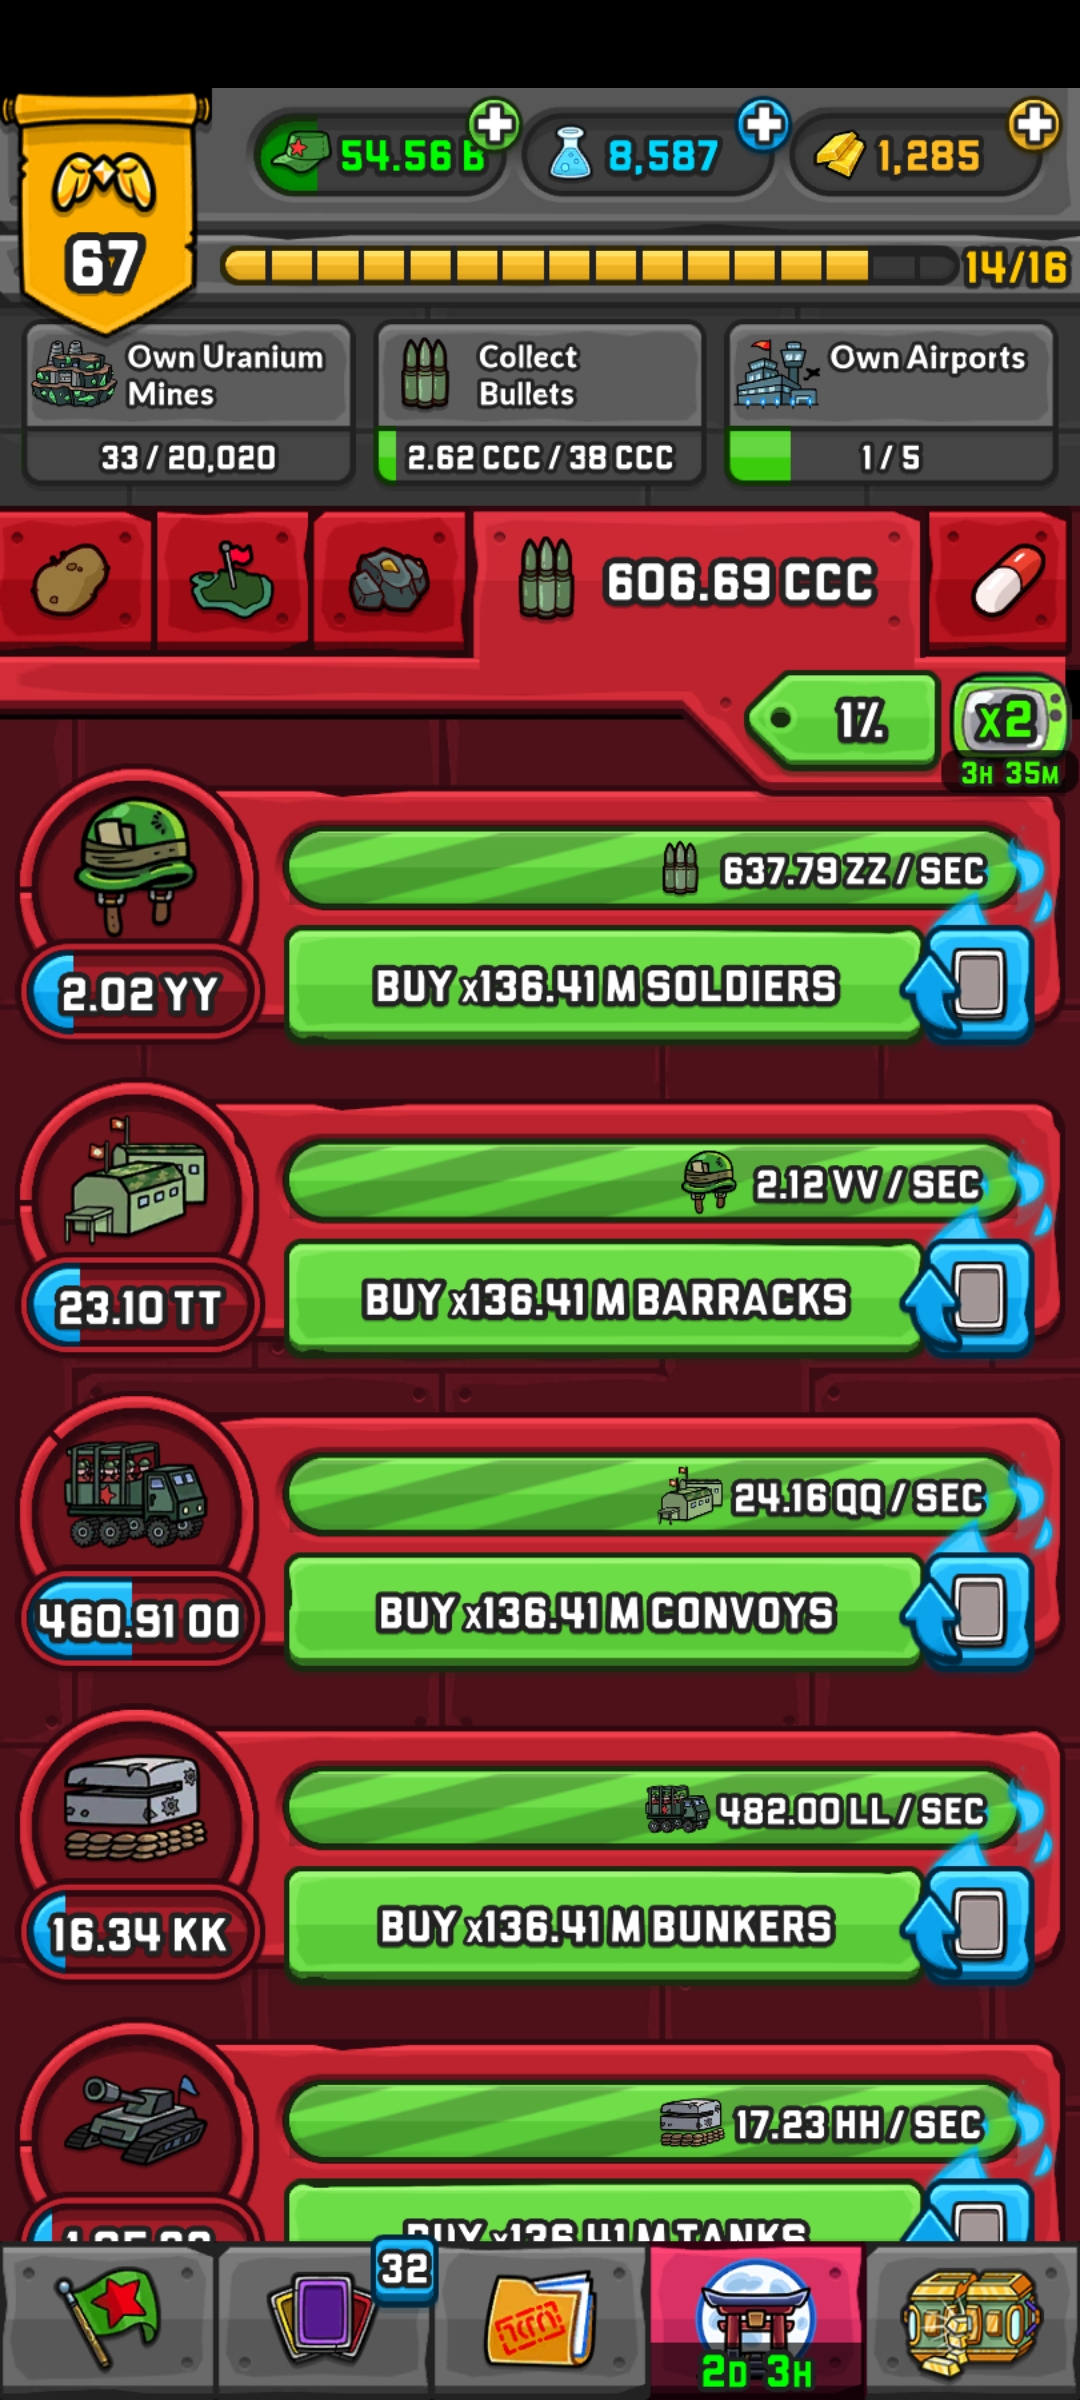 54.56 B
8,587
1,285
67
14/16
Own Uranium
Mines
33 / 20,020
Collect
Bullets
2.62 CCC / 38 CCC
Own Airports
1 / 5
606.69 CCC
1%
x2
3H 35M
637.79 ZZ / SEC
2.02 YY
BUY x136.41 M SOLDIERS
2.12 VV / SEC
23.10 TT
BUY x136.41 M BARRACKS
24.16 QQ / SEC
460.91 OO
BUY x136.41 M CONVOYS
482.00 LL / SEC
16.34 KK
BUY x136.41 M BUNKERS
17.23 HH / SEC
BUY x136.41 M TANKS
32
2D 3H